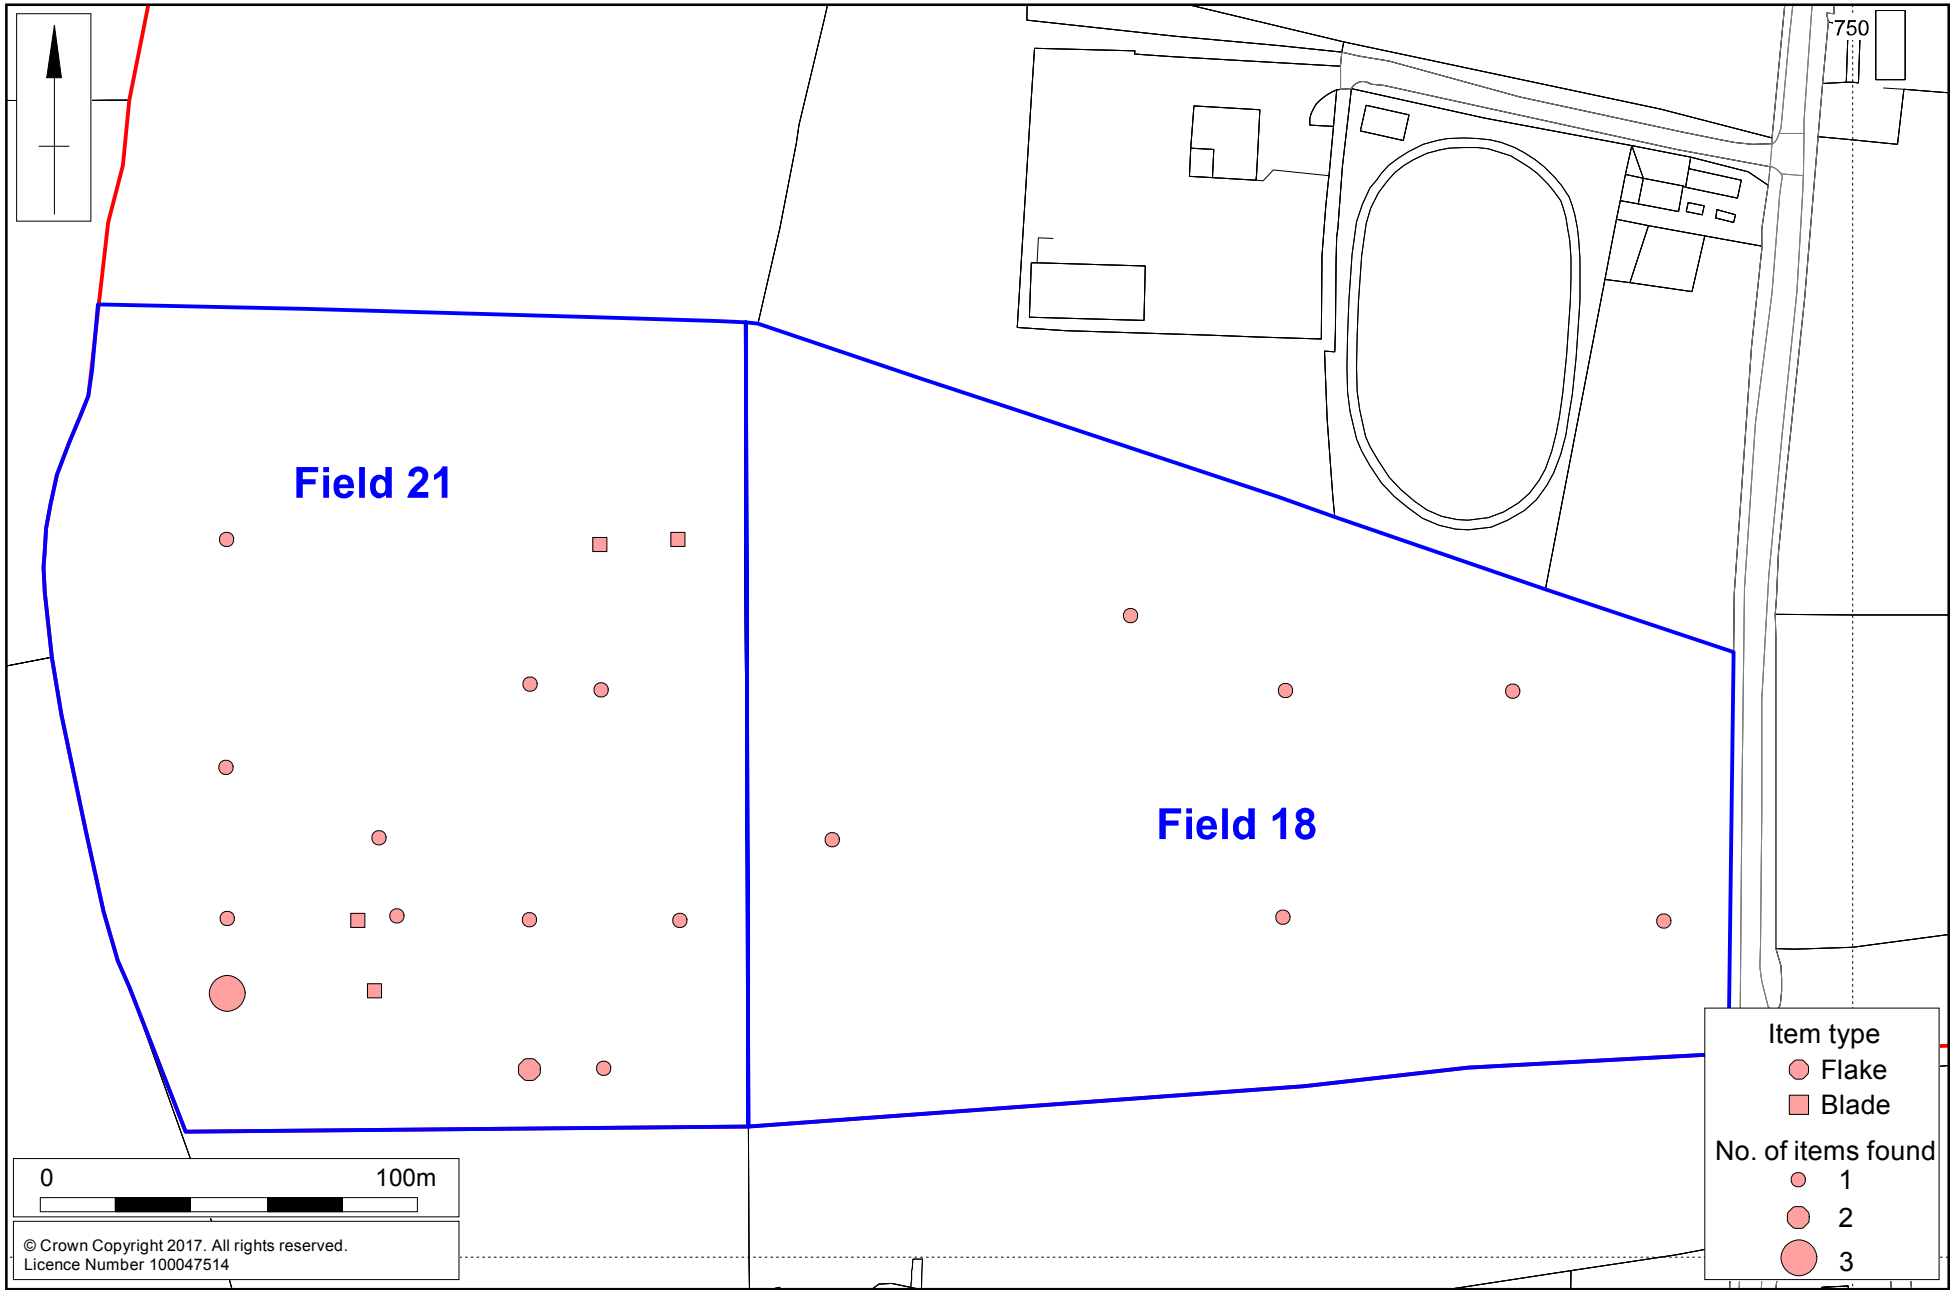 750
Field 21
Field 18
Item type
Flake
Blade
No. of items found
1
2
3
0 100m
© Crown Copyright 2017. All rights reserved.
Licence Number 100047514